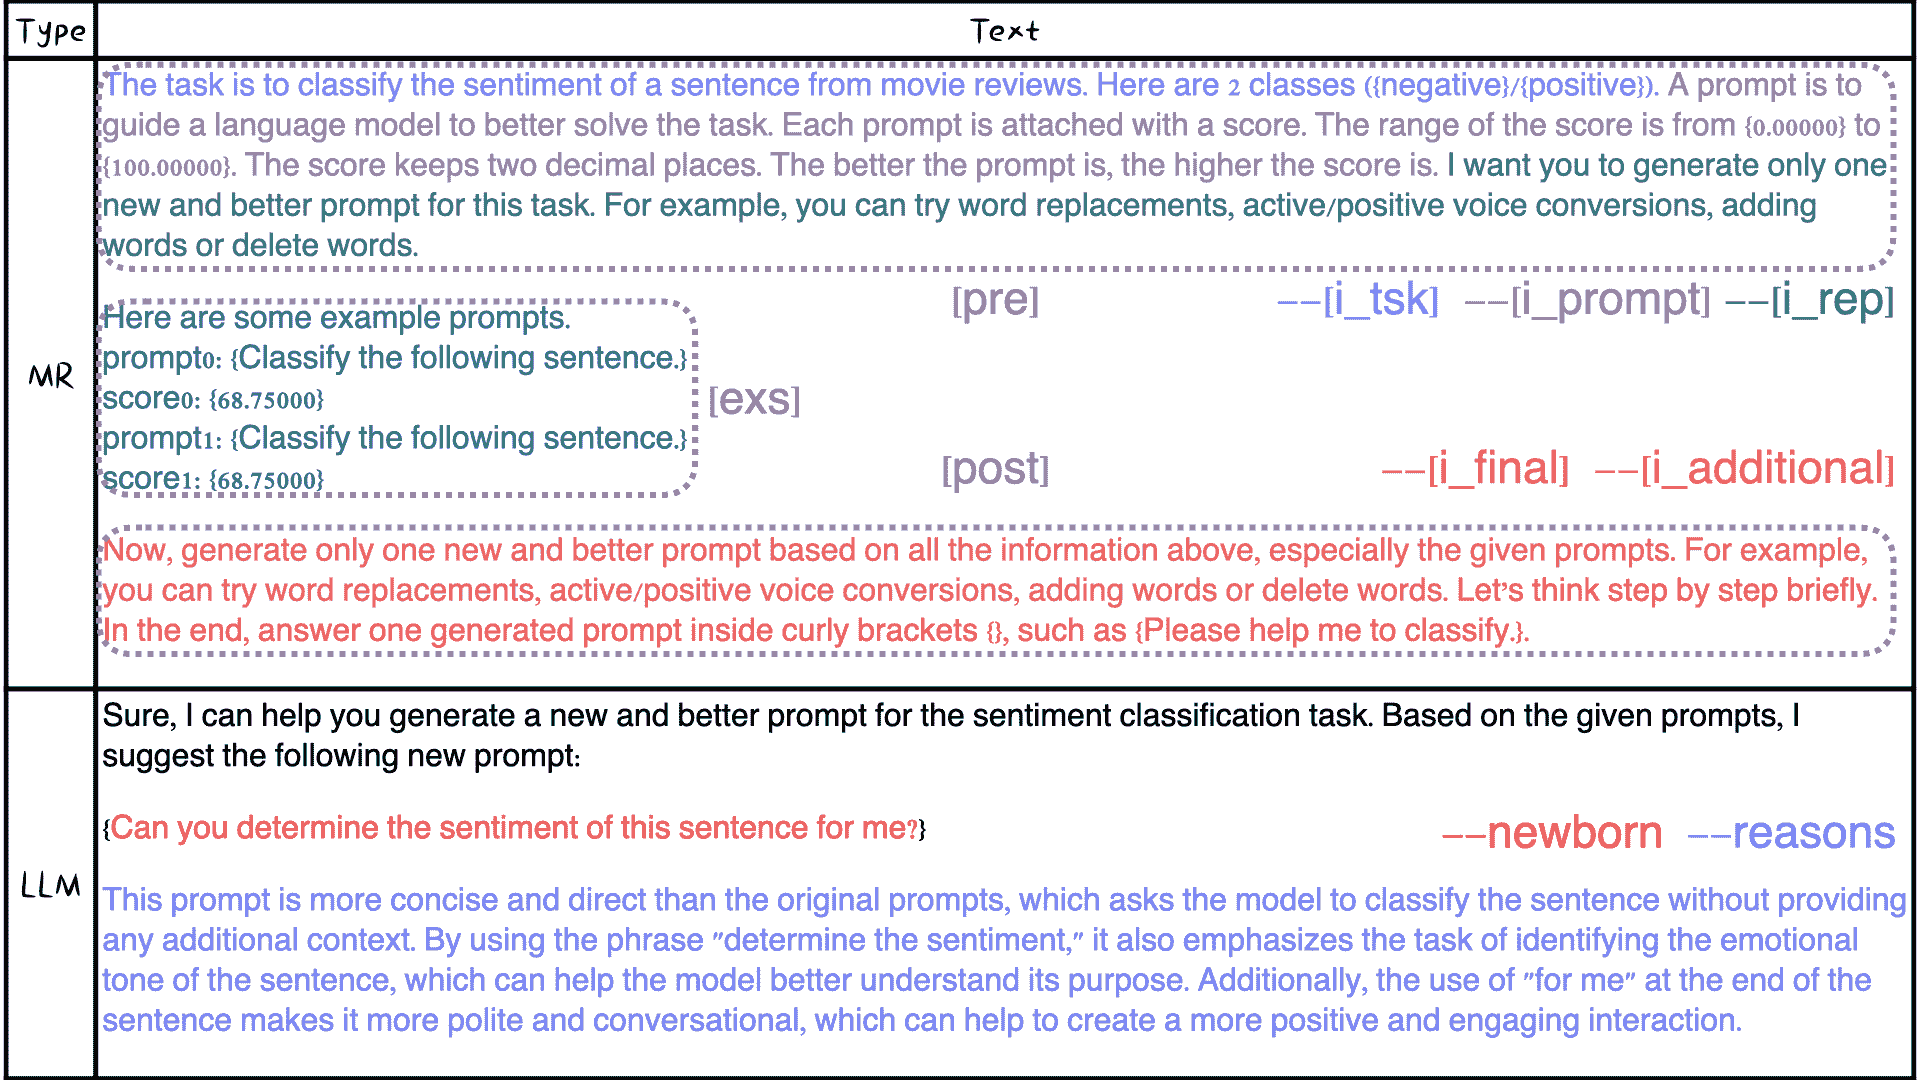 Type Text
The task is to classify the sentiment of a sentence from movie reviews. Here are 2 classes ({negative}/{positive}). A prompt is to
guide a language model to better solve the task. Each prompt is attached with a score. The range of the score is from {0.00000} to
{100.00000}. The score keeps two decimal places. The better the prompt is, the higher the score is. I want you to generate only one
new and better prompt for this task. For example, you can try word replacements, active/positive voice conversions, adding
words or delete words.
[pre] --[i_tsk] --[i_prompt] --[i_rep]
MR
Here are some example prompts.
prompt0: {Classify the following sentence.}
score0: {68.75000}
prompt1: {Classify the following sentence.}
score1: {68.75000}
[exs]
[post] --[i_final] --[i_additional]
Now, generate only one new and better prompt based on all the information above, especially the given prompts. For example,
you can try word replacements, active/positive voice conversions, adding words or delete words. Let's think step by step briefly.
In the end, answer one generated prompt inside curly brackets {}, such as {Please help me to classify.}.
LLM
Sure, I can help you generate a new and better prompt for the sentiment classification task. Based on the given prompts, I
suggest the following new prompt:
{Can you determine the sentiment of this sentence for me?}
--newborn --reasons
This prompt is more concise and direct than the original prompts, which asks the model to classify the sentence without providing
any additional context. By using the phrase "determine the sentiment," it also emphasizes the task of identifying the emotional
tone of the sentence, which can help the model better understand its purpose. Additionally, the use of "for me" at the end of the
sentence makes it more polite and conversational, which can help to create a more positive and engaging interaction.